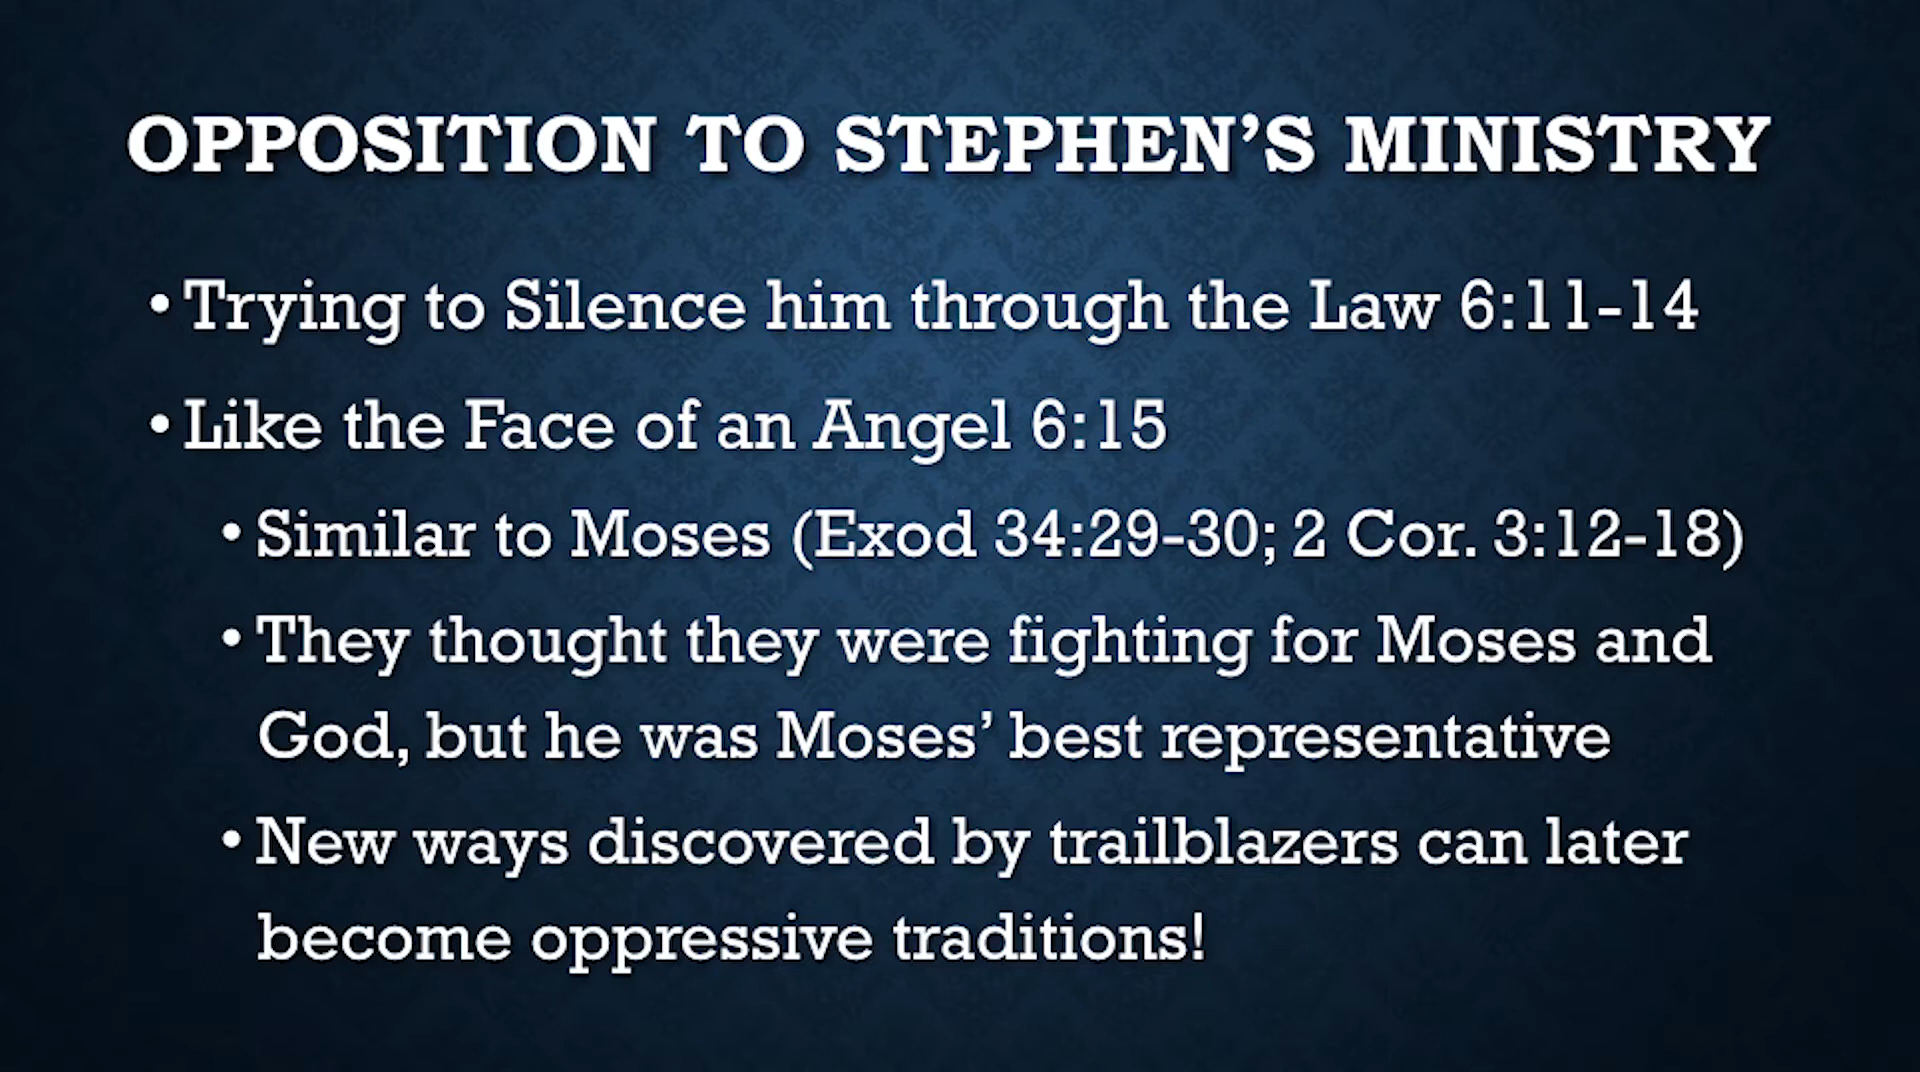 OPPOSITION TO STEPHEN’S MINISTRY
• Trying to Silence him through the Law 6:11-14
• Like the Face of an Angel 6:15
• Similar to Moses (Exod 34:29-30; 2 Cor. 3:12-18)
• They thought they were fighting for Moses and
God, but he was Moses’ best representative
• New ways discovered by trailblazers can later
become oppressive traditions!